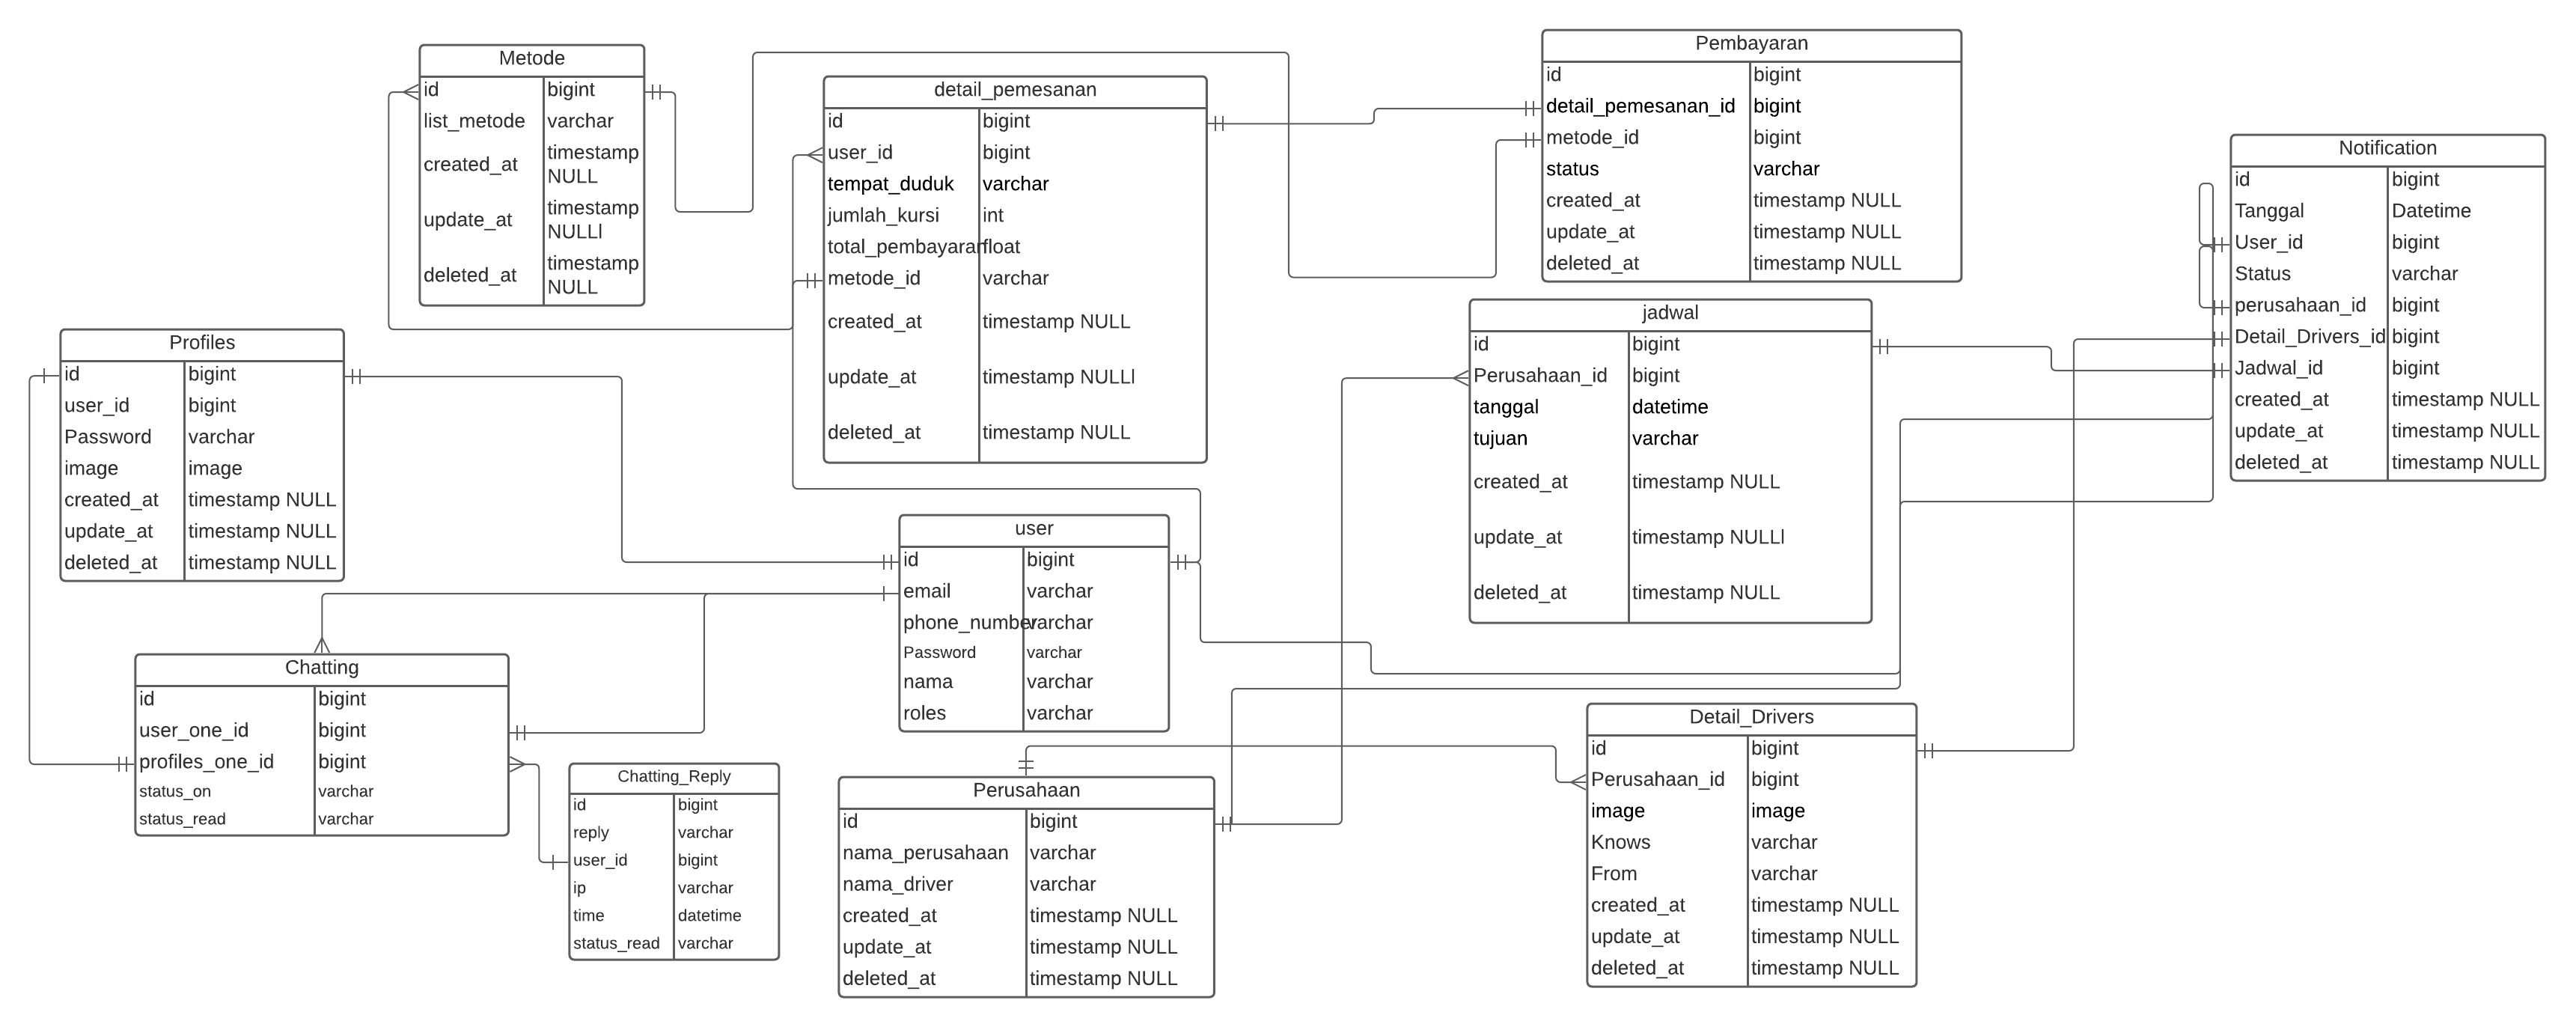 Metode
id bigint
list_metode varchar
created_at timestamp NULL
update_at timestamp NULLl
deleted_at timestamp NULL
detail_pemesanan
id bigint
user_id bigint
tempat_duduk varchar
jumlah_kursi int
total_pembayaran float
metode_id varchar
created_at timestamp NULL
update_at timestamp NULLl
deleted_at timestamp NULL
Pembayaran
id bigint
detail_pemesanan_id bigint
metode_id bigint
status varchar
created_at timestamp NULL
update_at timestamp NULL
deleted_at timestamp NULL
Notification
id bigint
Tanggal Datetime
User_id bigint
Status varchar
perusahaan_id bigint
Detail_Drivers_id bigint
Jadwal_id bigint
created_at timestamp NULL
update_at timestamp NULL
deleted_at timestamp NULL
jadwal
id bigint
Perusahaan_id bigint
tanggal datetime
tujuan varchar
created_at timestamp NULL
update_at timestamp NULLl
deleted_at timestamp NULL
Profiles
id bigint
user_id bigint
Password varchar
image image
created_at timestamp NULL
update_at timestamp NULL
deleted_at timestamp NULL
user
id bigint
email varchar
phone_number varchar
Password varchar
nama varchar
roles varchar
Chatting
id bigint
user_one_id bigint
profiles_one_id bigint
status_on varchar
status_read varchar
Chatting_Reply
id bigint
reply varchar
user_id bigint
ip varchar
time datetime
status_read varchar
Perusahaan
id bigint
nama_perusahaan varchar
nama_driver varchar
created_at timestamp NULL
update_at timestamp NULL
deleted_at timestamp NULL
Detail_Drivers
id bigint
Perusahaan_id bigint
image image
Knows varchar
From varchar
created_at timestamp NULL
update_at timestamp NULL
deleted_at timestamp NULL